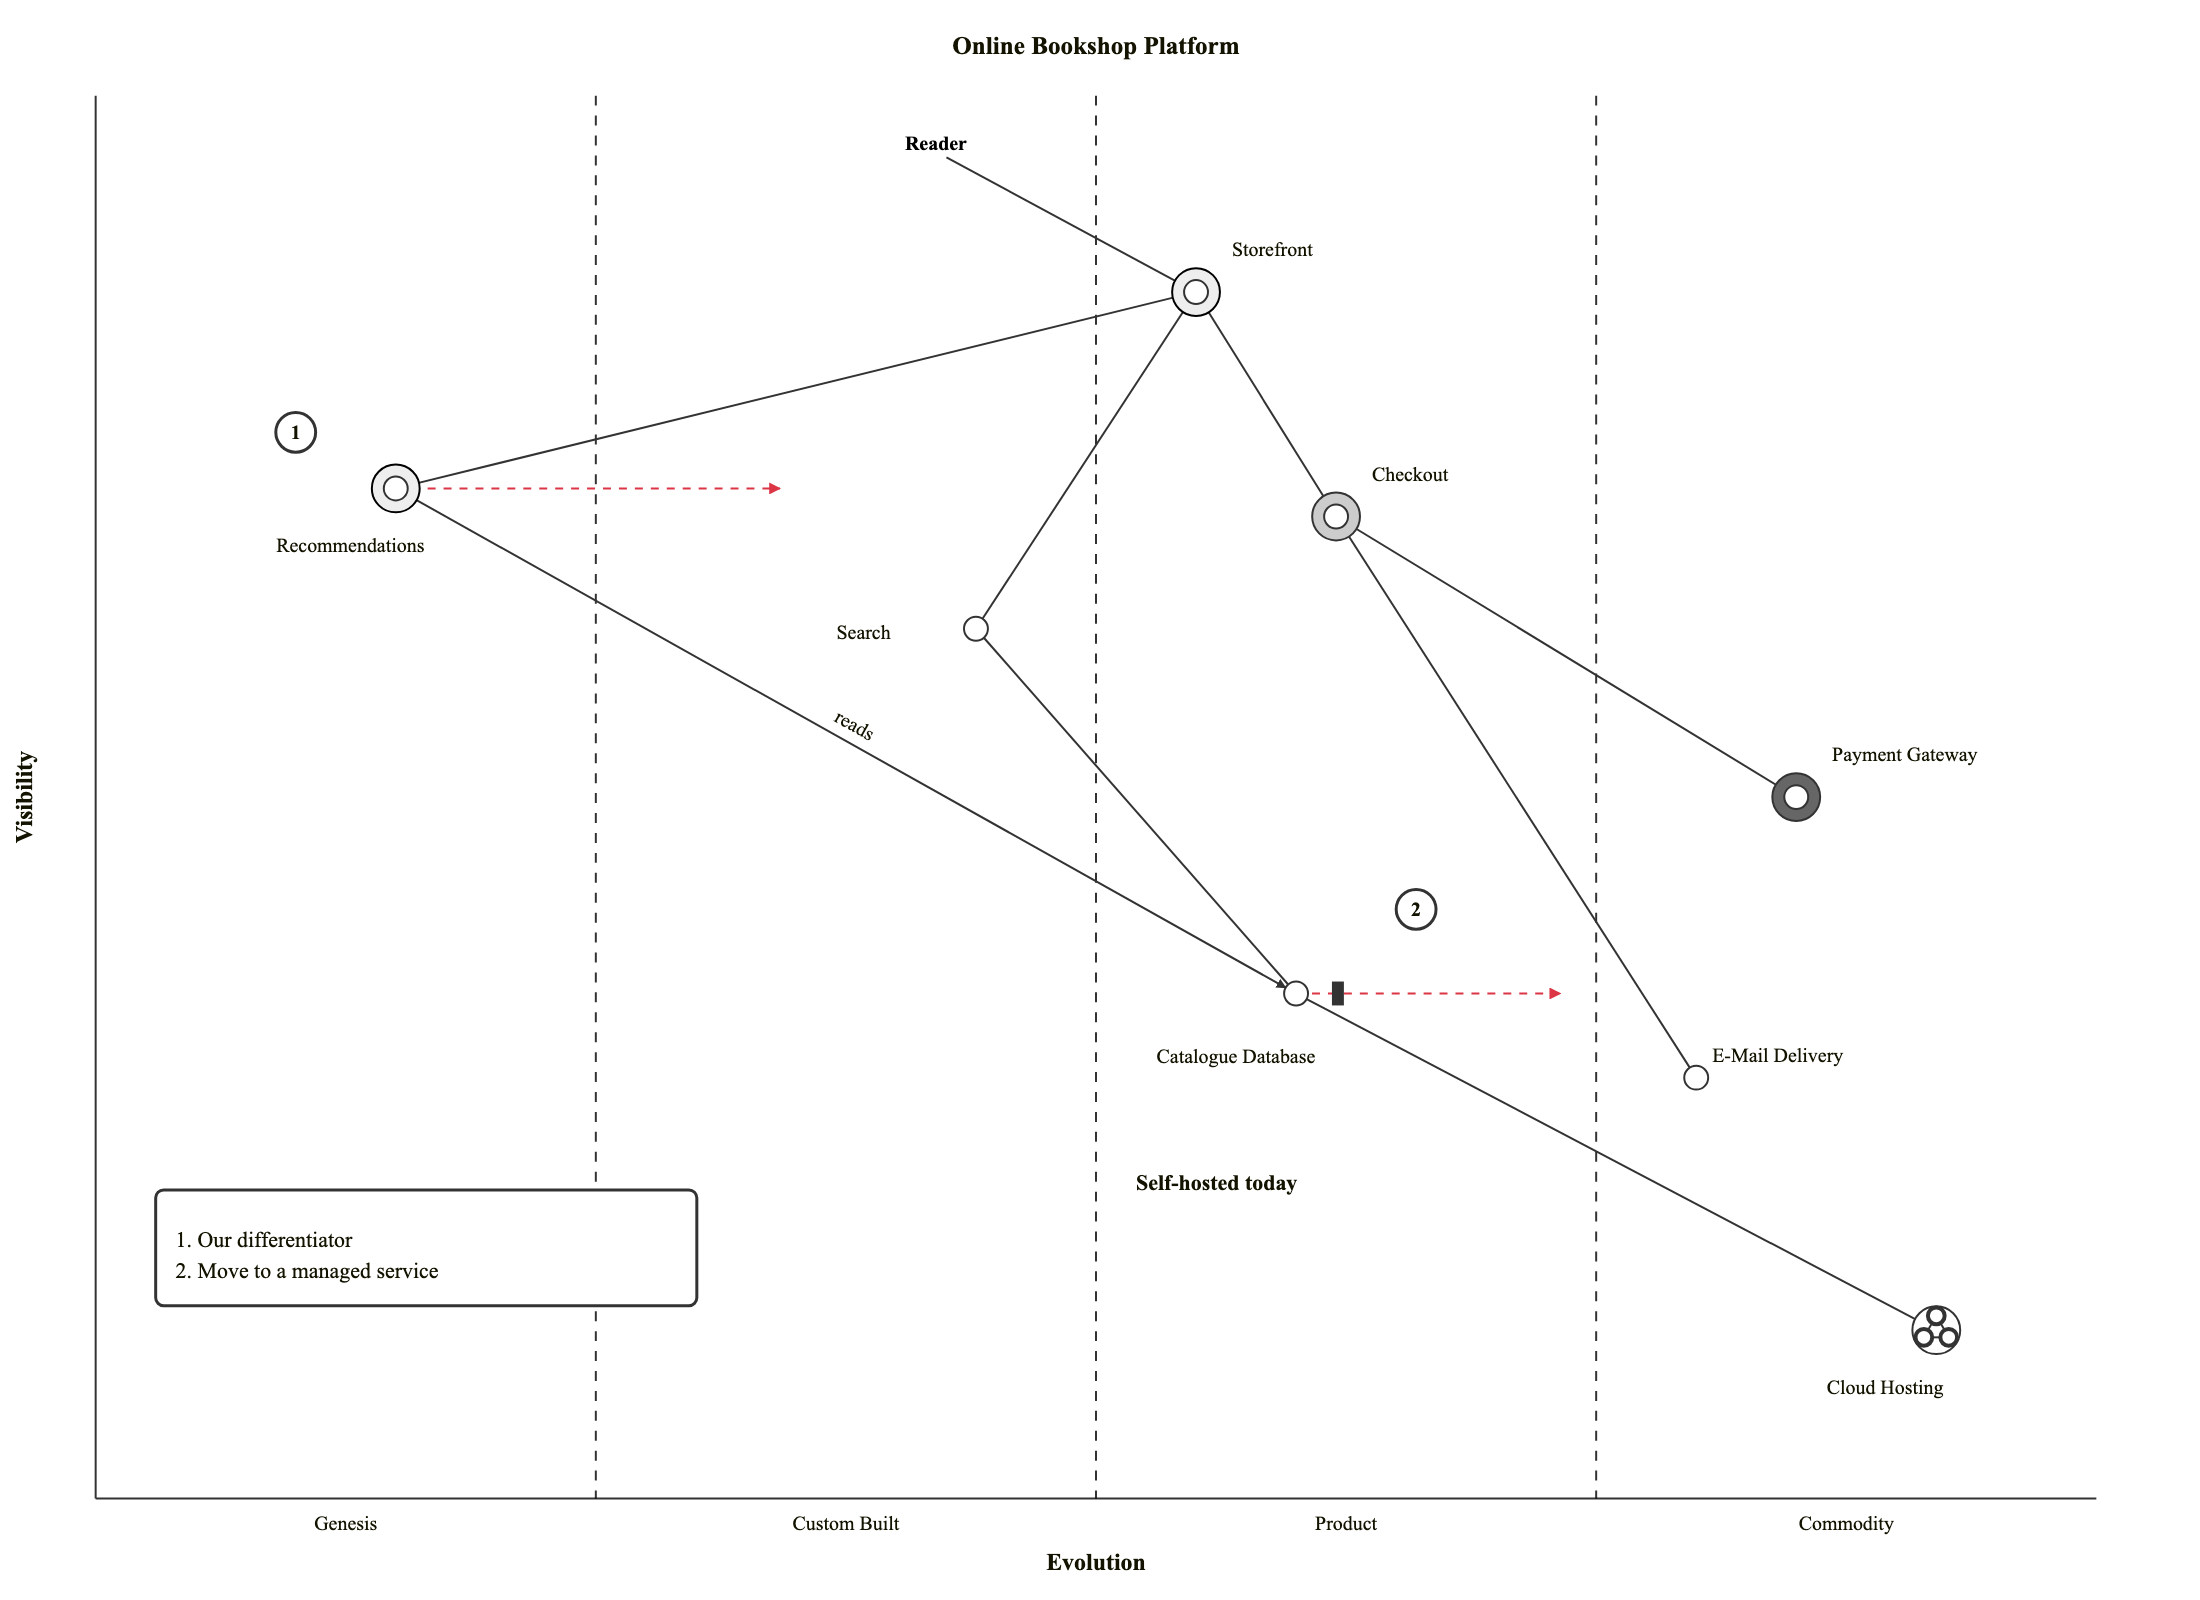 Online Bookshop Platform
Reader
Storefront
1
Checkout
Recommendations
Search
reads
Payment Gateway
Visibility
2
Catalogue Database
E-Mail Delivery
Self-hosted today
1. Our differentiator
2. Move to a managed service
Cloud Hosting
Genesis
Custom Built
Product
Commodity
Evolution